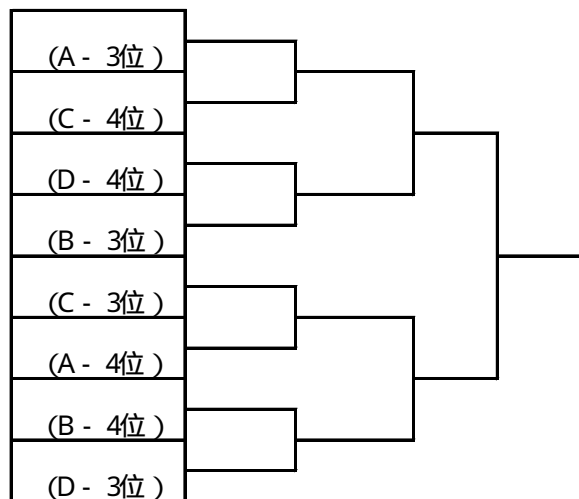 (A - 3位)
(C - 4位)
(D - 4位)
(B - 3位)
(C - 3位)
(A - 4位)
(B - 4位)
(D - 3位)